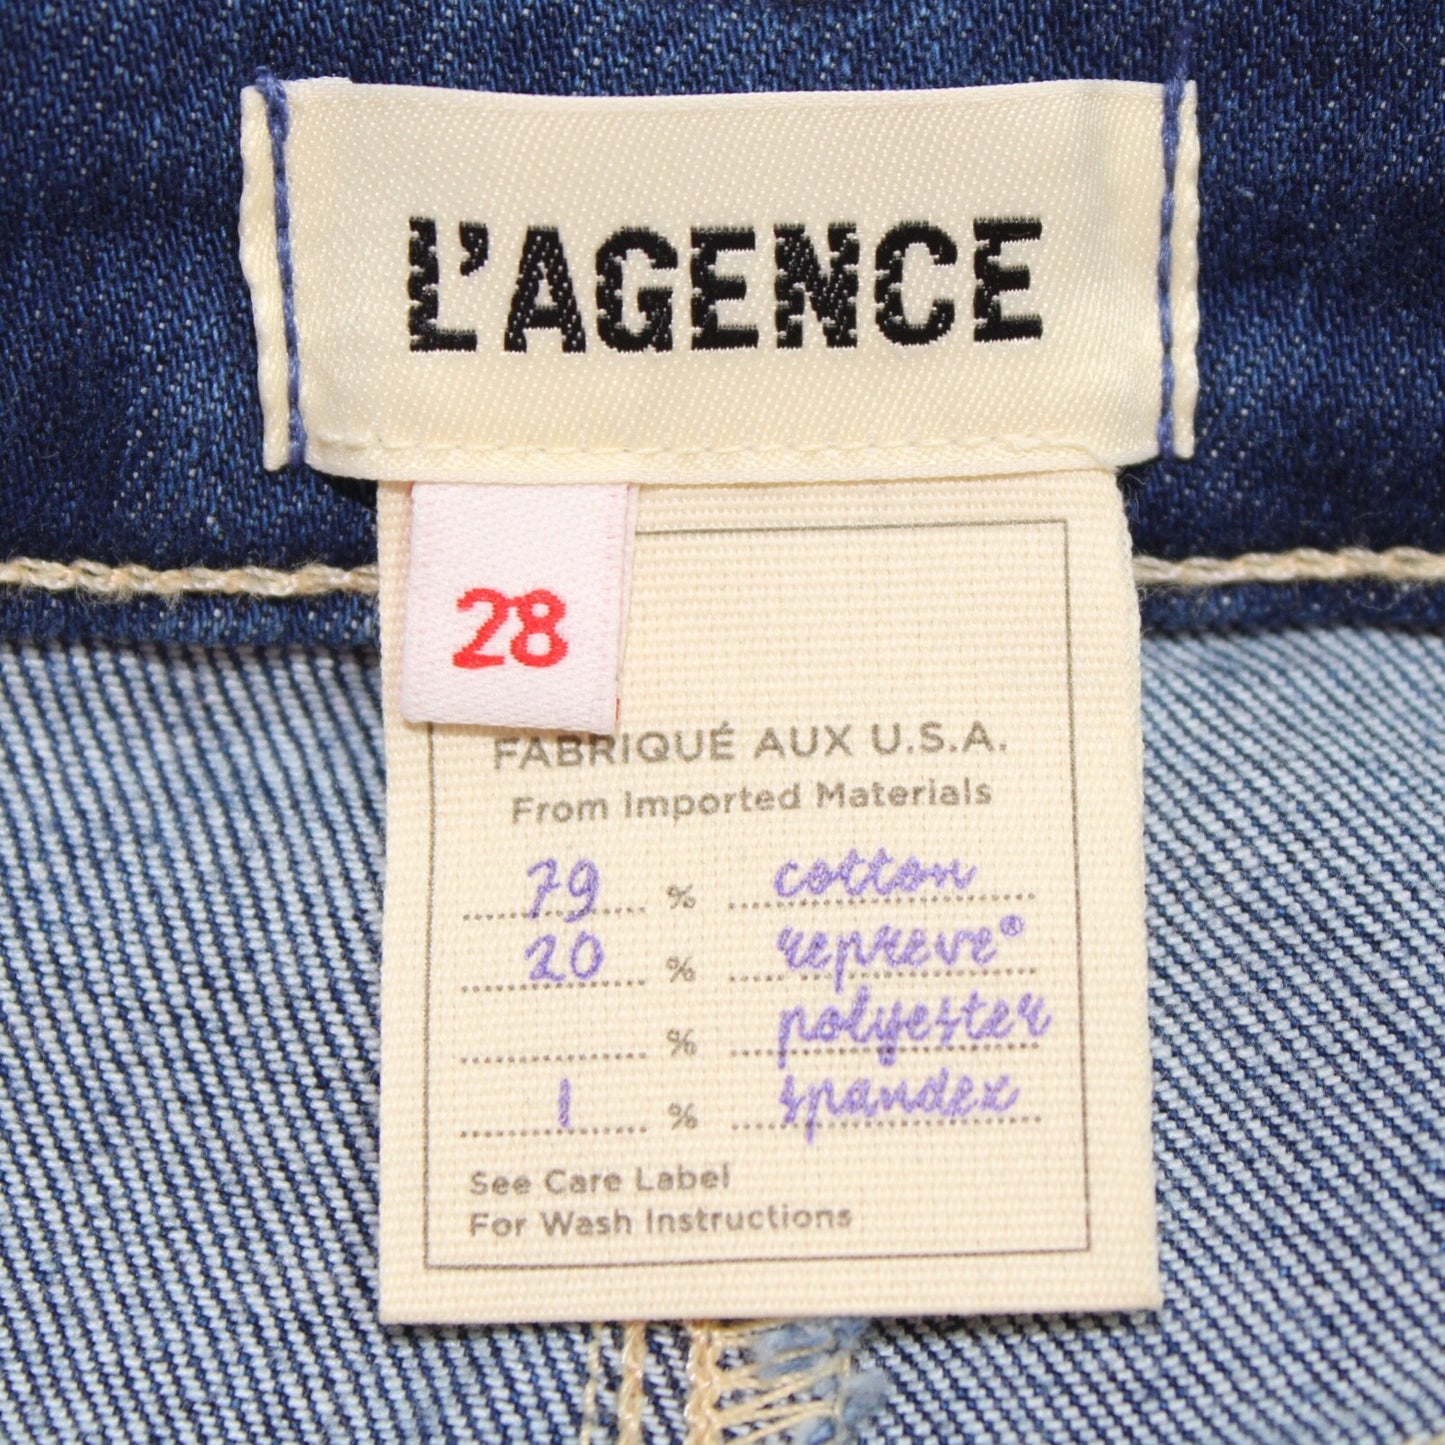 L'AGENCE
28
FABRIQUÉ AUX U.S.A.
From Imported Materials
79 % cotton
20 % repreve®
% polyester
1 % spandex
See Care Label
For Wash Instructions